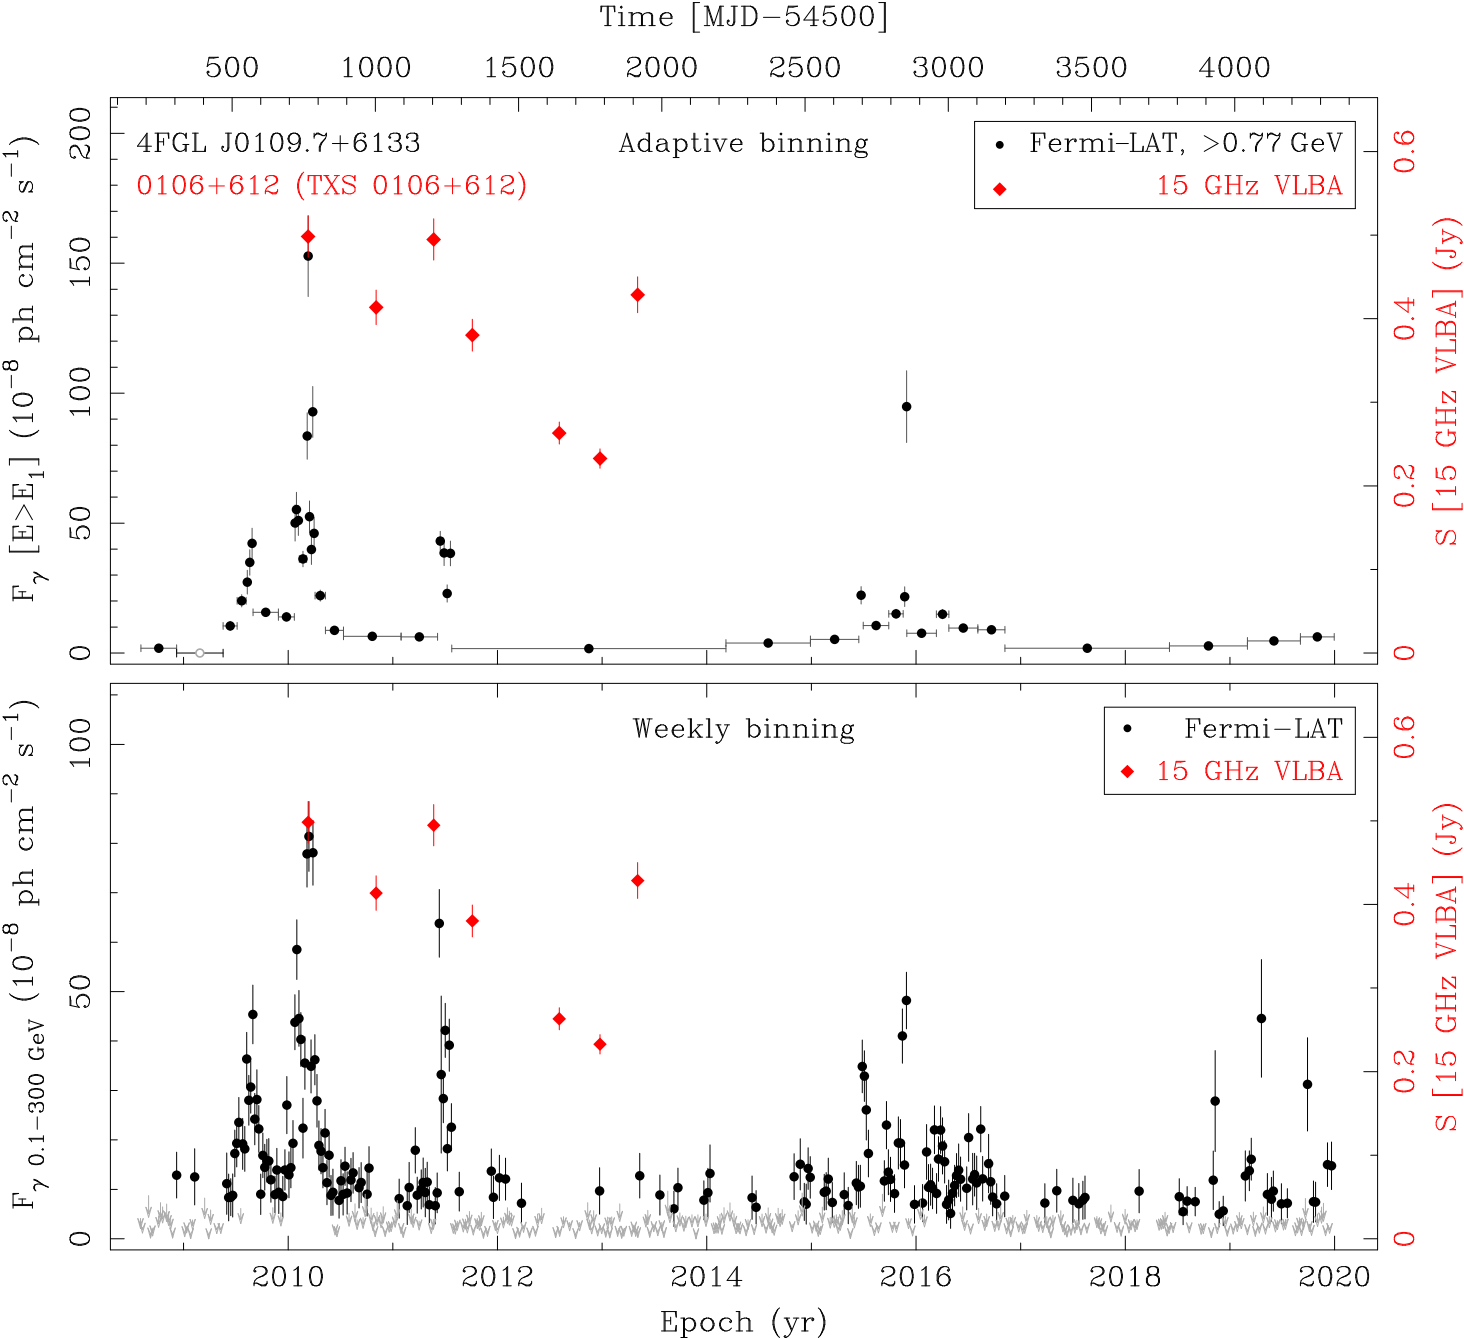 Time [MJD−54500]
500 1000 1500 2000 2500 3000 3500 4000
4FGL J0109.7+6133
0106+612 (TXS 0106+612)
Adaptive binning
Fermi−LAT, >0.77 GeV
15 GHz VLBA
F_γ [E>E_1] (10^−8 ph cm^−2 s^−1)
200
150
100
50
0
S [15 GHz VLBA] (Jy)
0.6
0.4
0.2
0
Weekly binning
Fermi−LAT
15 GHz VLBA
F_γ 0.1−300 GeV (10^−8 ph cm^−2 s^−1)
100
50
0
S [15 GHz VLBA] (Jy)
0.6
0.4
0.2
0
2010 2012 2014 2016 2018 2020
Epoch (yr)